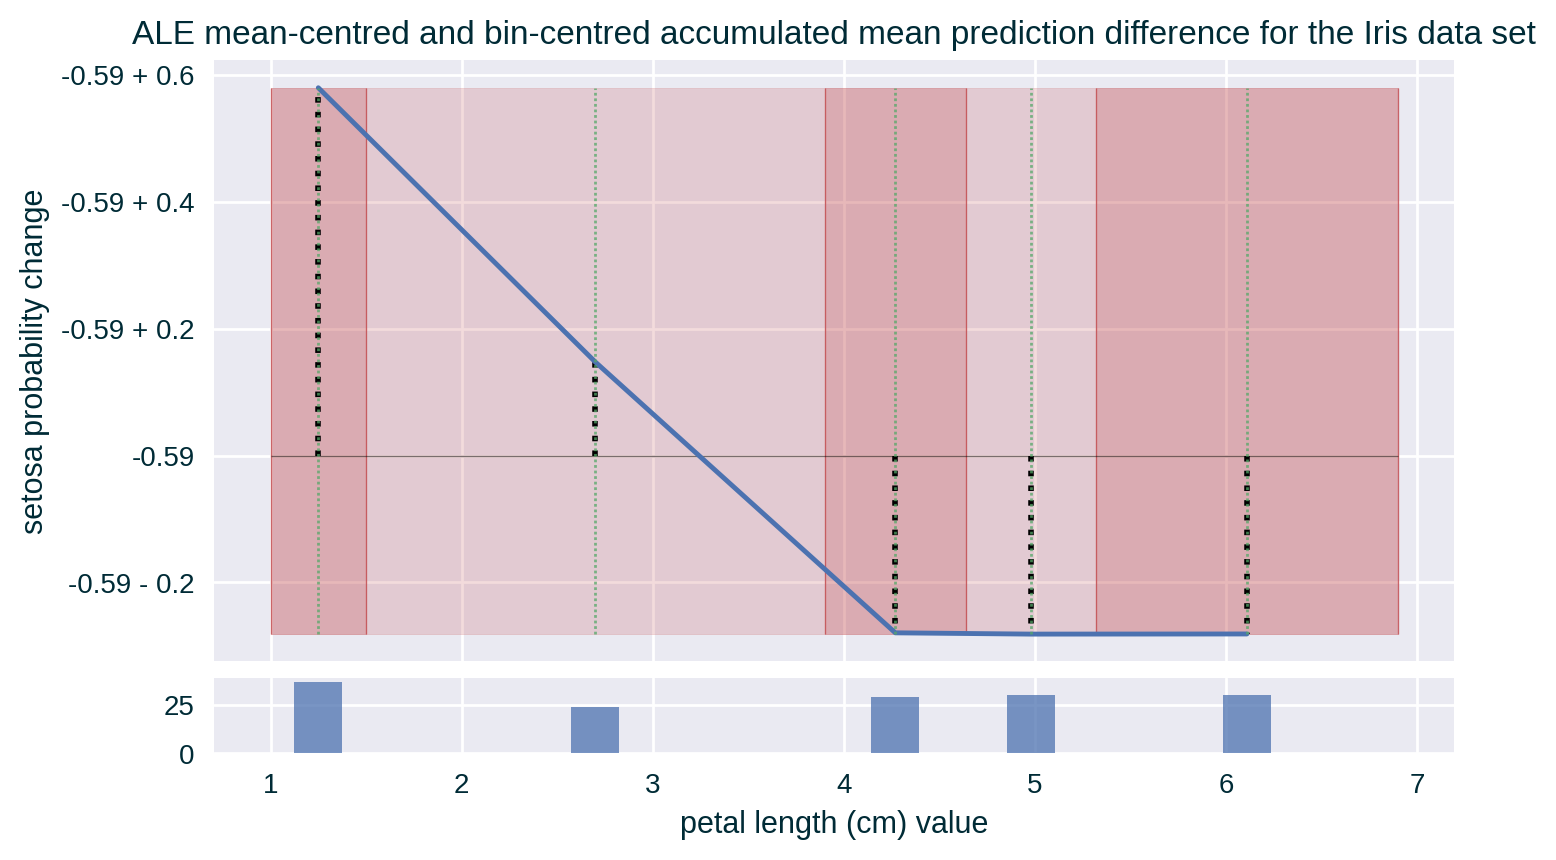 ALE mean-centred and bin-centred accumulated mean prediction difference for the Iris data set
-0.59 + 0.6
-0.59 + 0.4
-0.59 + 0.2
-0.59
-0.59 - 0.2
setosa probability change
25
0
1 2 3 4 5 6 7
petal length (cm) value